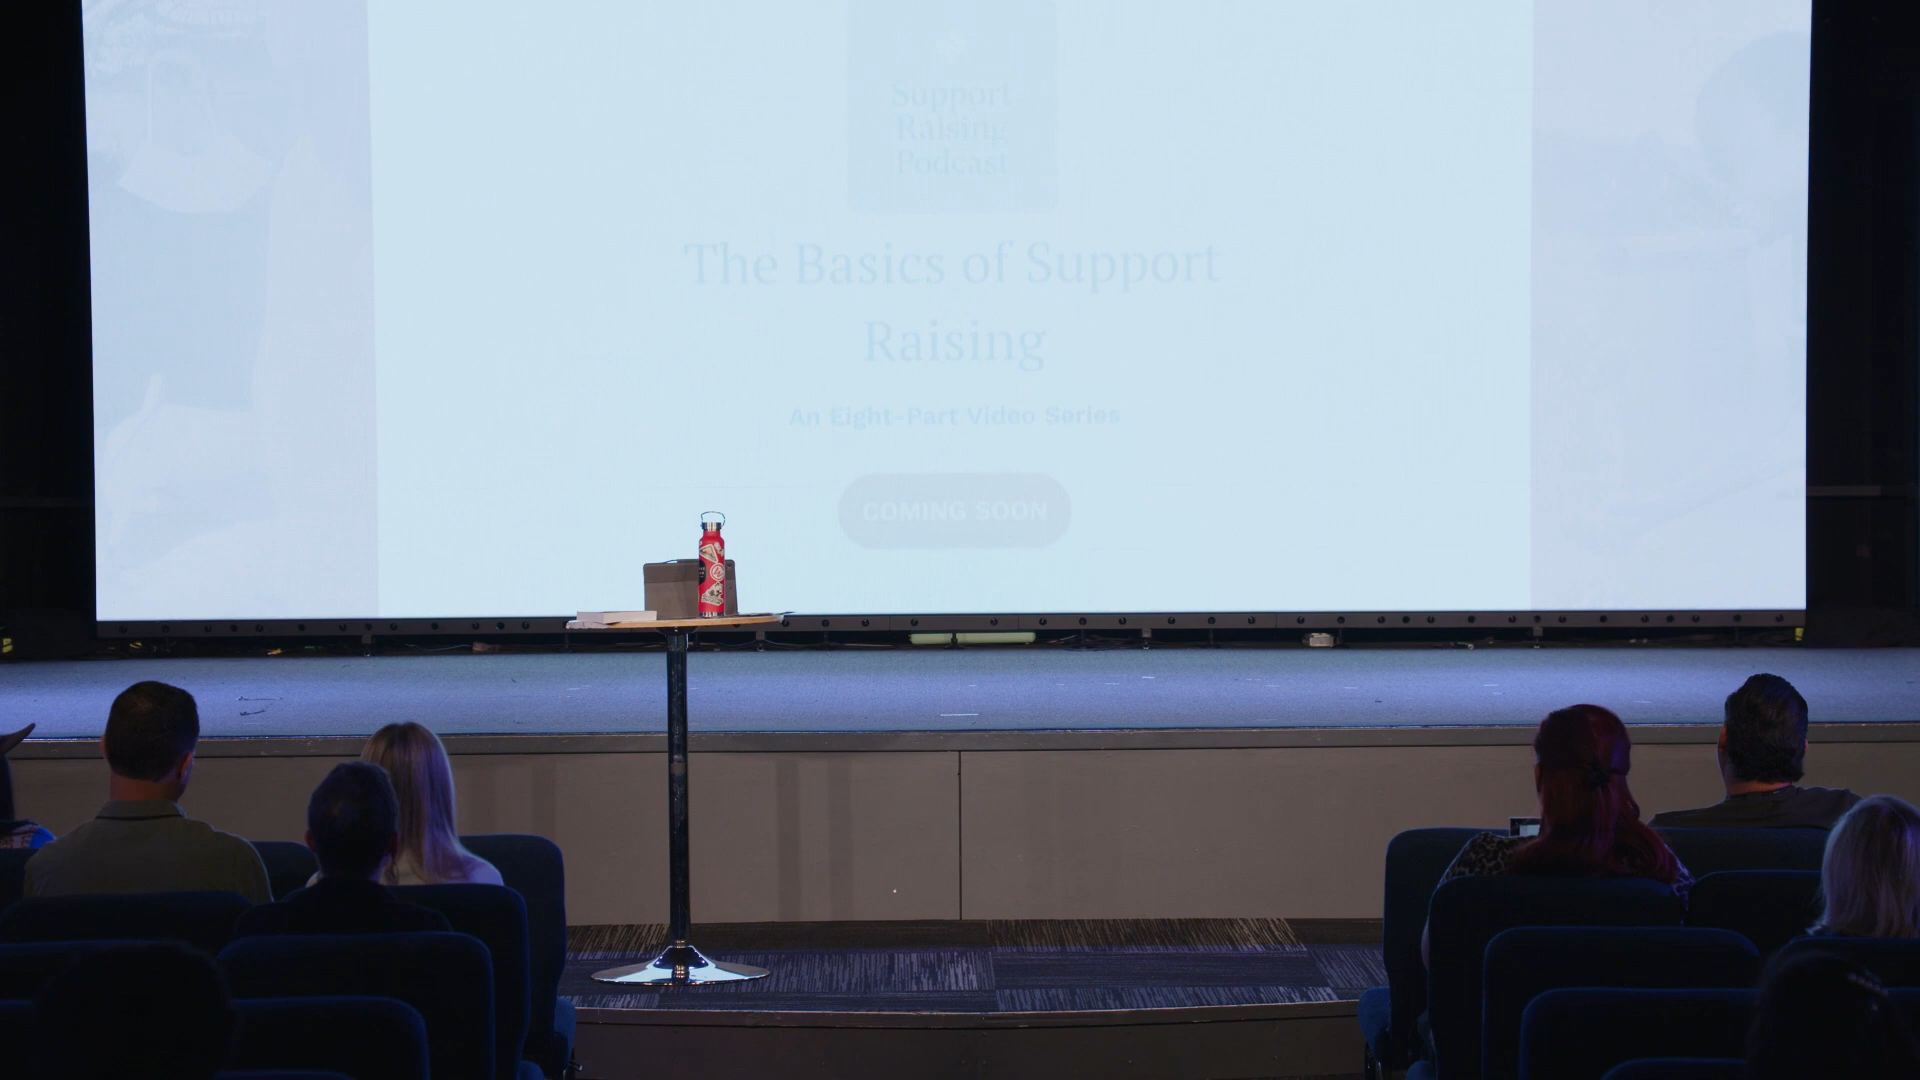 Support
Raising
Podcast
The Basics of Support
Raising
An Eight-Part Video Series
COMING SOON